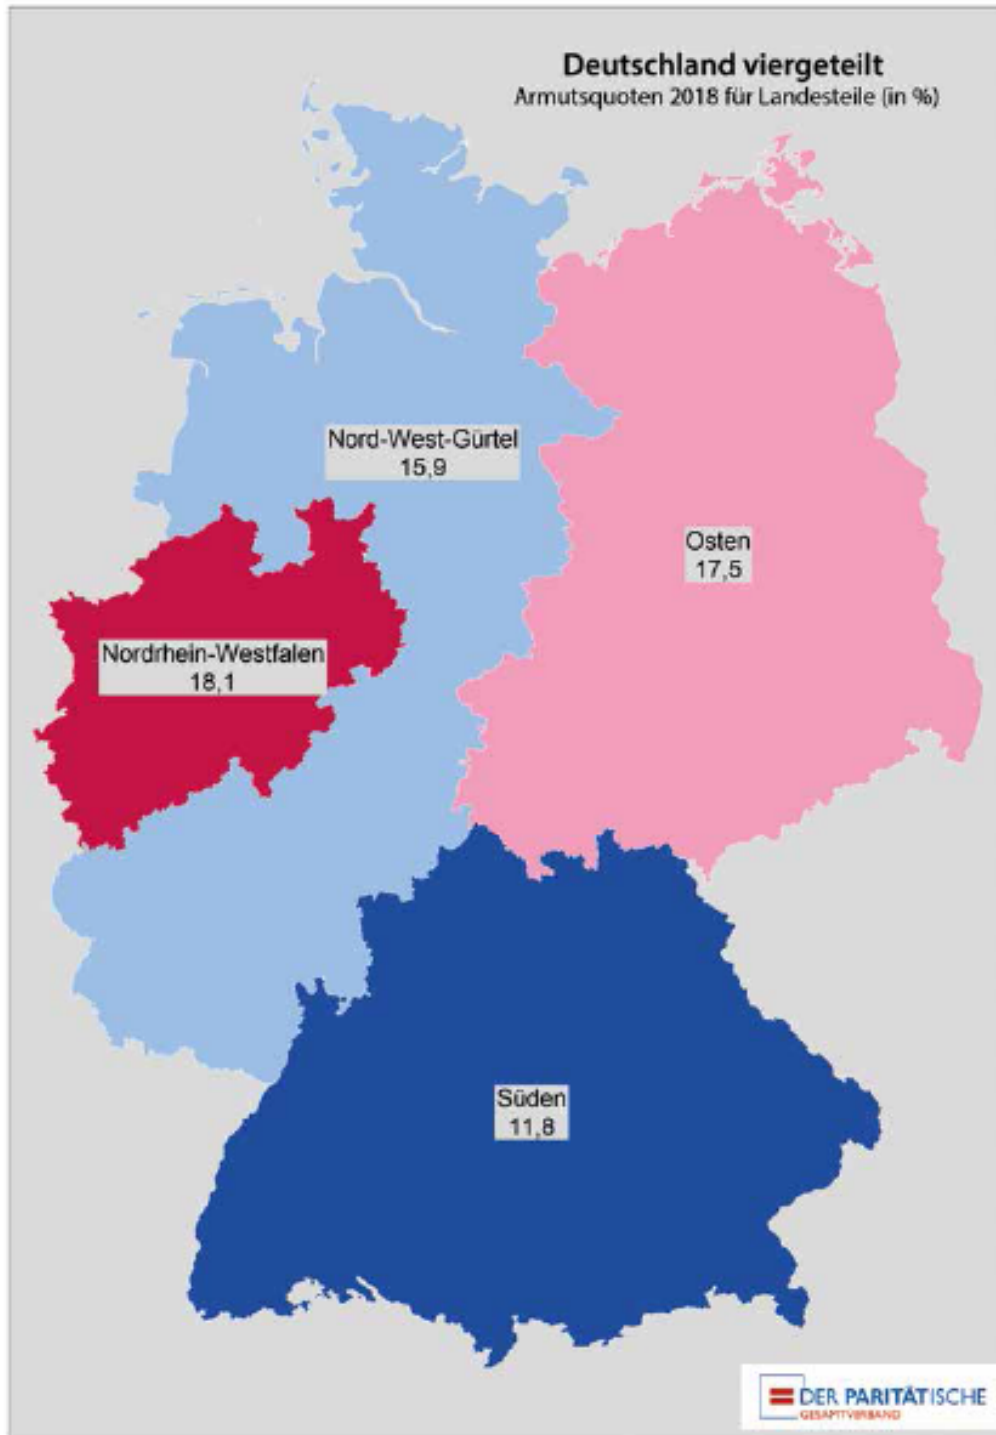 Deutschland viergeteilt
Armutsquoten 2018 für Landesteile (in %)
Nord-West-Gürtel
15,9
Osten
17,5
Nordrhein-Westfalen
18,1
Süden
11,8
DER PARITÄTISCHE
GESAMTVERBAND